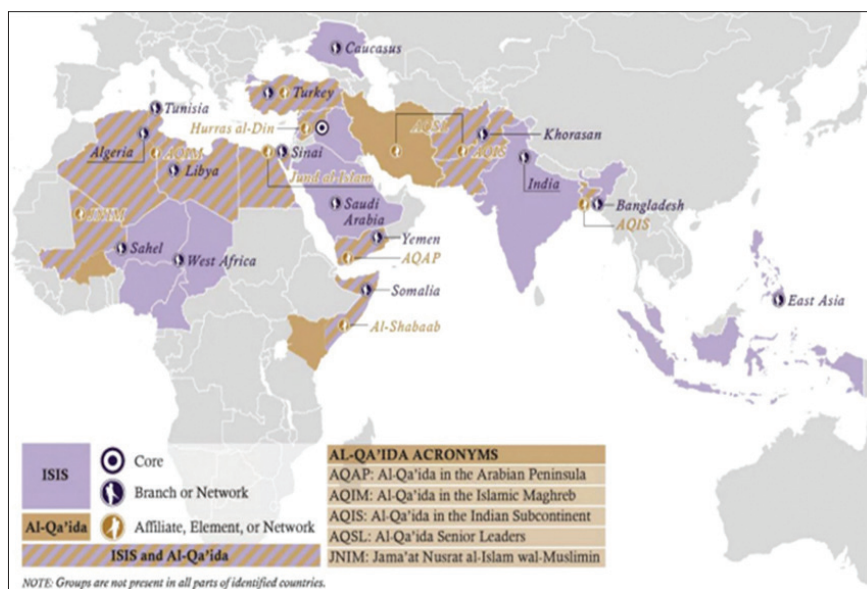 Caucasus
Tunisia
Turkey
Hurras al-Din
AQSL
Khorasan
Algeria
AQIM
Sinai
AQIS
Libya
Jund al-Islam
India
JNIM
Saudi
Arabia
Bangladesh
Sahel
West Africa
Yemen
AQIS
AQAP
Somalia
East Asia
Al-Shabaab
ISIS
Core
Branch or Network
Al-Qa'ida
Affiliate, Element, or Network
ISIS and Al-Qa'ida
AL-QA'IDA ACRONYMS
AQAP: Al-Qa'ida in the Arabian Peninsula
AQIM: Al-Qa'ida in the Islamic Maghreb
AQIS: Al-Qa'ida in the Indian Subcontinent
AQSL: Al-Qa'ida Senior Leaders
JNIM: Jama'at Nusrat al-Islam wal-Muslimin
NOTE: Groups are not present in all parts of identified countries.